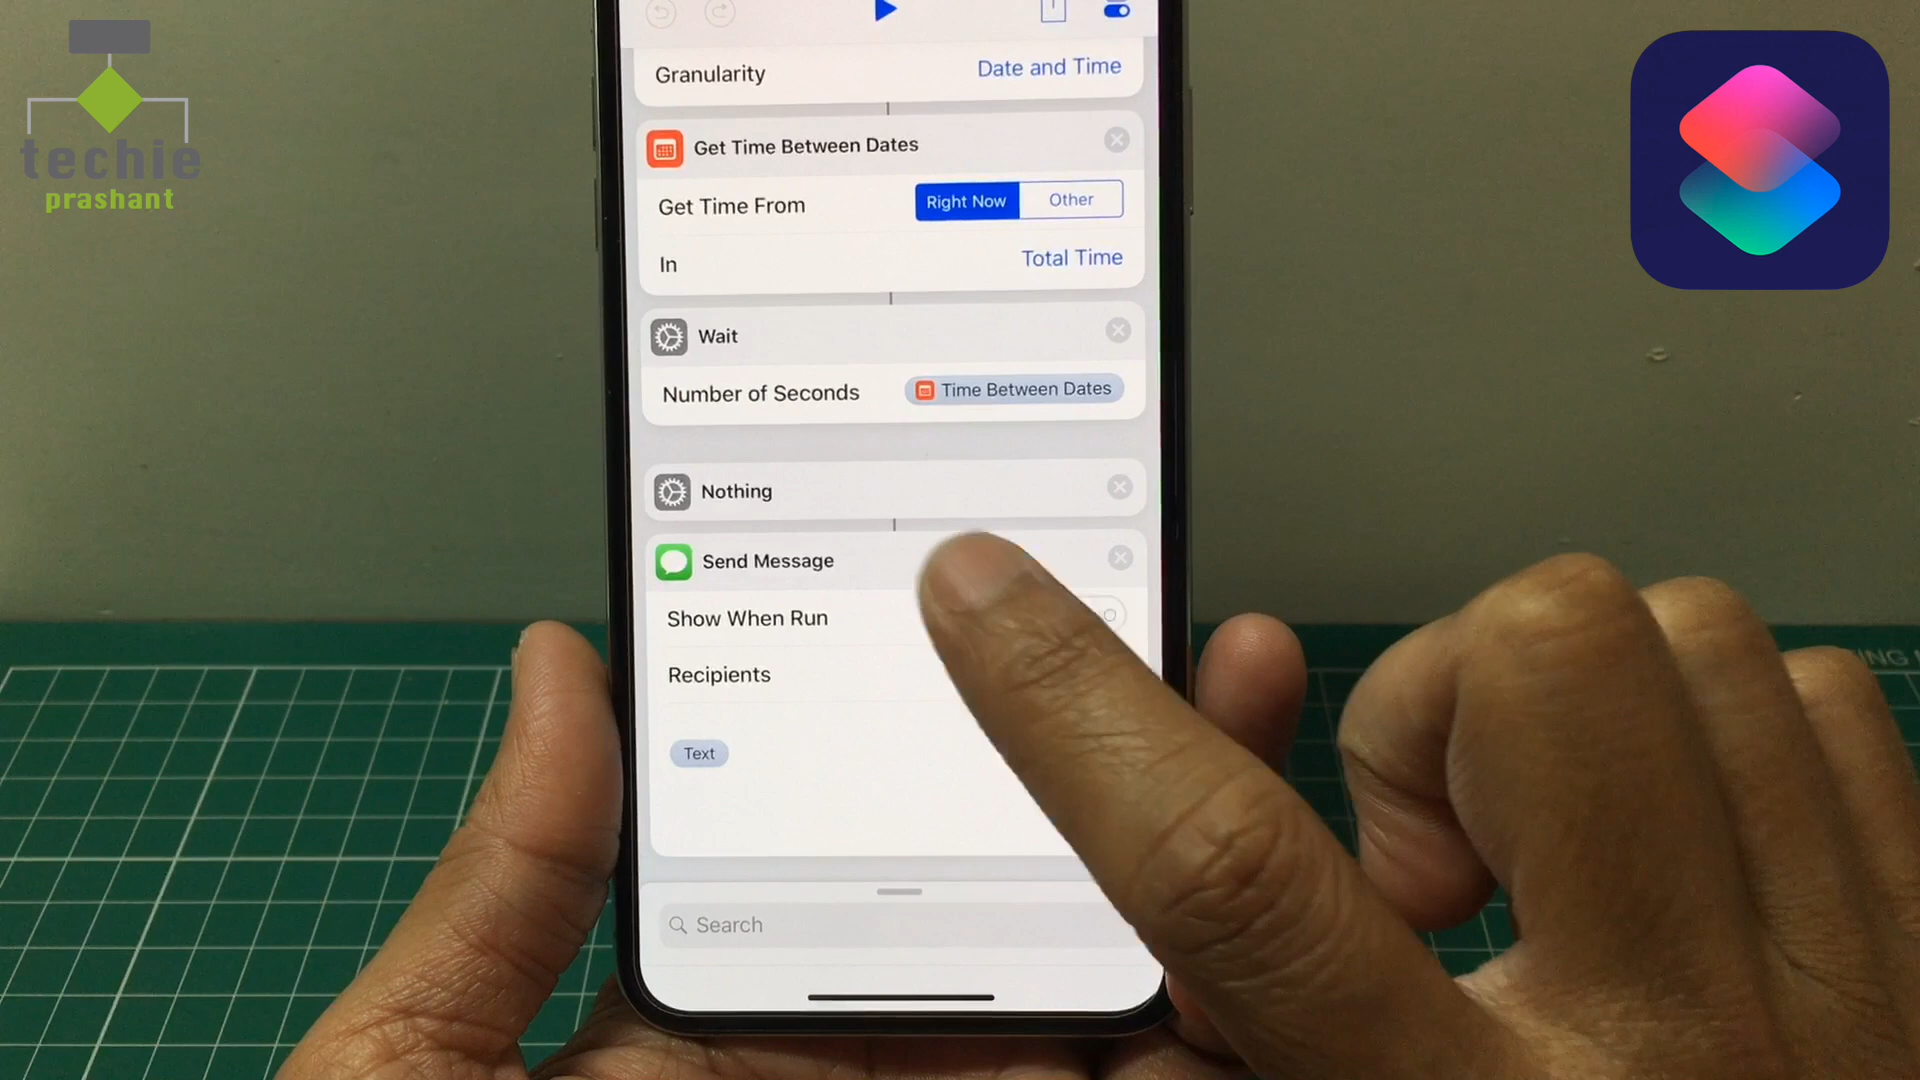 techie
prashant
Granularity Date and Time
Get Time Between Dates
Get Time From Right Now Other
In Total Time
Wait
Number of Seconds Time Between Dates
Nothing
Send Message
Show When Run
Recipients
Text
Search